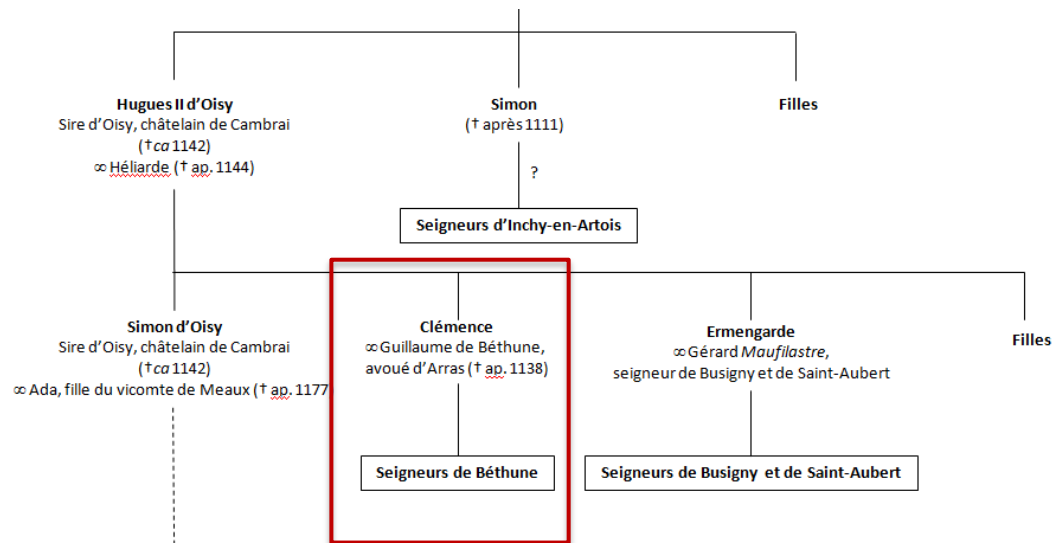 Hugues II d’Oisy
Sire d’Oisy, châtelain de Cambrai
(† ca 1142)
∞ Héliarde († ap. 1144)
Simon
(† après 1111)
?
Seigneurs d’Inchy-en-Artois
Filles
Simon d’Oisy
Sire d’Oisy, châtelain de Cambrai
(† ca 1142)
∞ Ada, fille du vicomte de Meaux († ap. 1177
Clémence
∞ Guillaume de Béthune,
avoué d’Arras († ap. 1138)
Seigneurs de Béthune
Ermengarde
∞ Gérard Maufilastre,
seigneur de Busigny et de Saint-Aubert
Seigneurs de Busigny et de Saint-Aubert
Filles